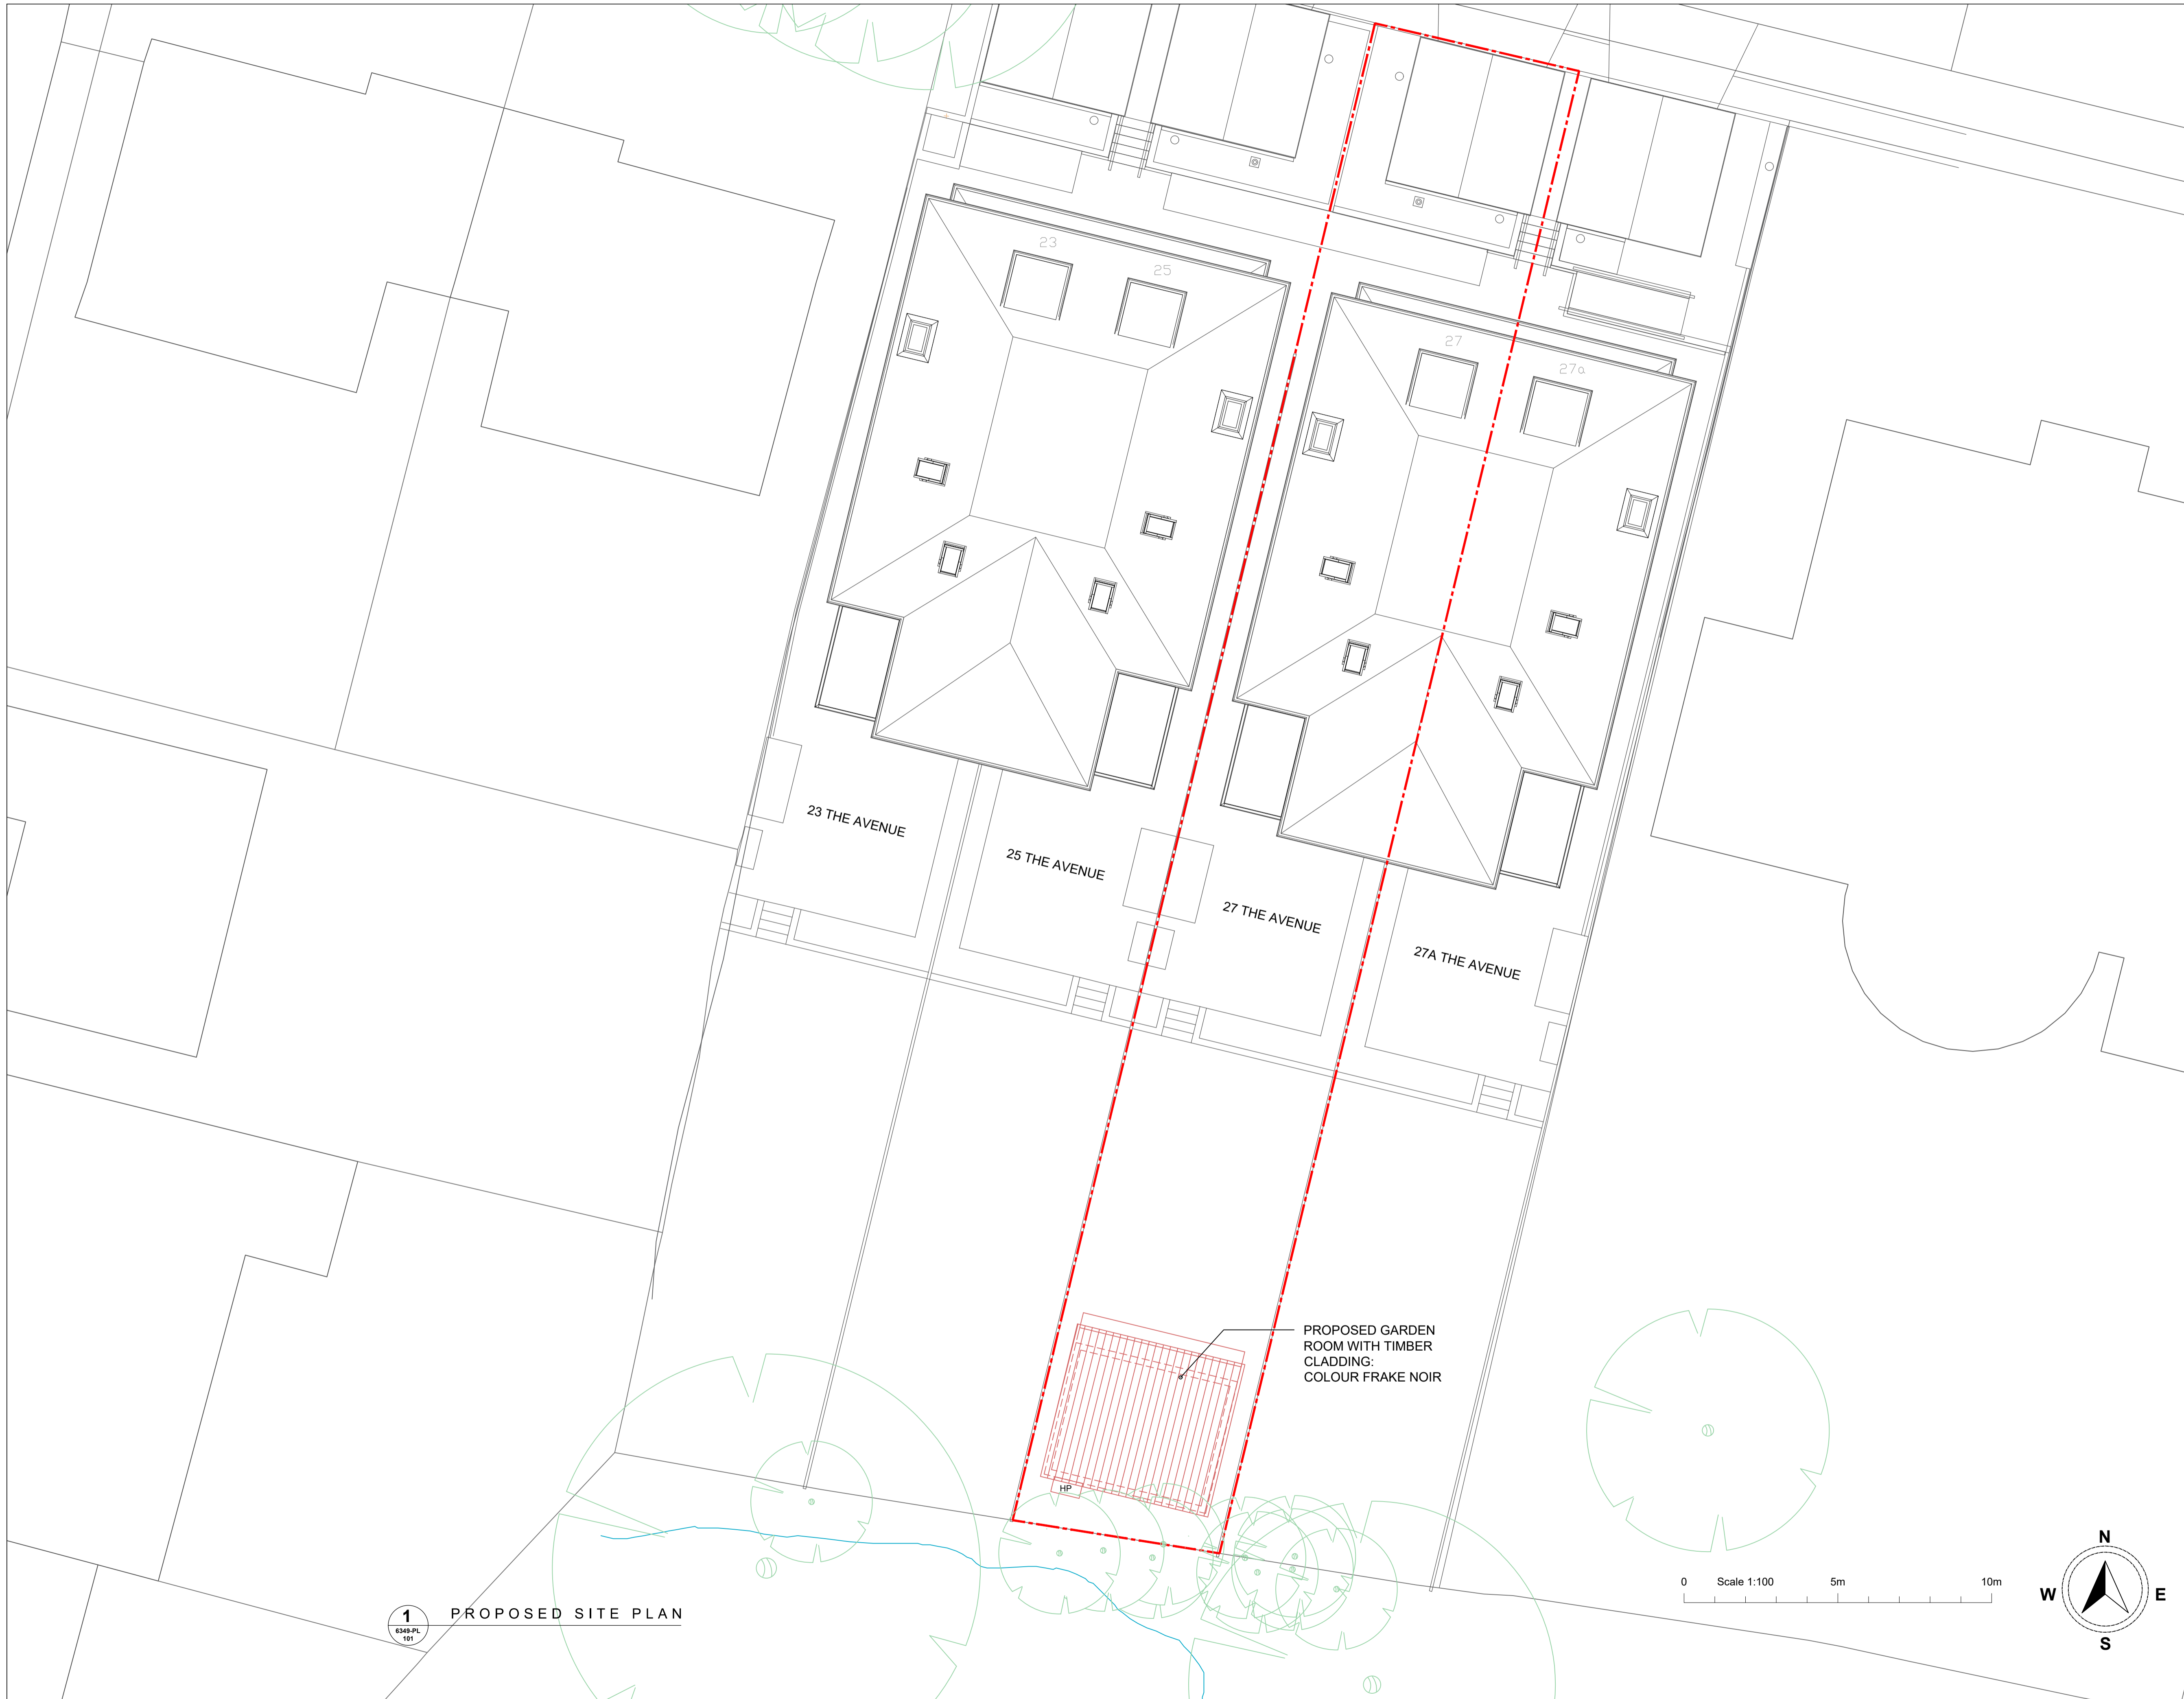 23
25
27
27a
23 THE AVENUE
25 THE AVENUE
27 THE AVENUE
27A THE AVENUE
PROPOSED GARDEN
ROOM WITH TIMBER
CLADDING:
COLOUR FRAKE NOIR
HP
N
W
E
S
0 Scale 1:100 5m 10m
1
6349-PL
101
PROPOSED SITE PLAN